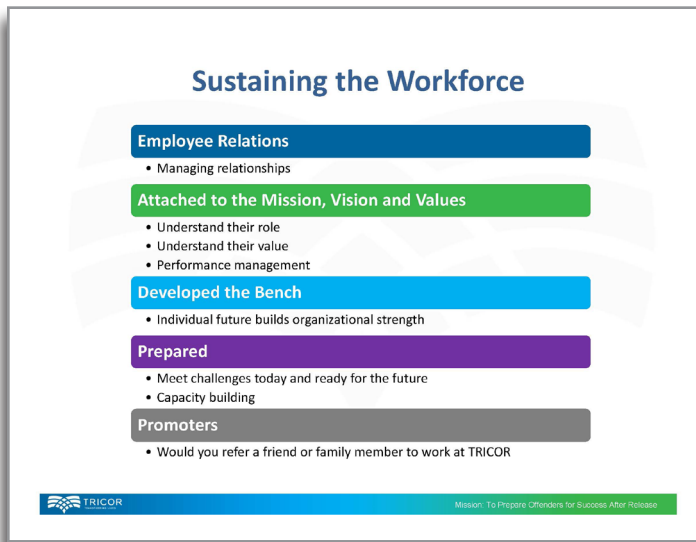 Sustaining the Workforce
Employee Relations
• Managing relationships
Attached to the Mission, Vision and Values
• Understand their role
• Understand their value
• Performance management
Developed the Bench
• Individual future builds organizational strength
Prepared
• Meet challenges today and ready for the future
• Capacity building
Promoters
• Would you refer a friend or family member to work at TRICOR
TRICOR
Mission: To Prepare Offenders for Success After Release